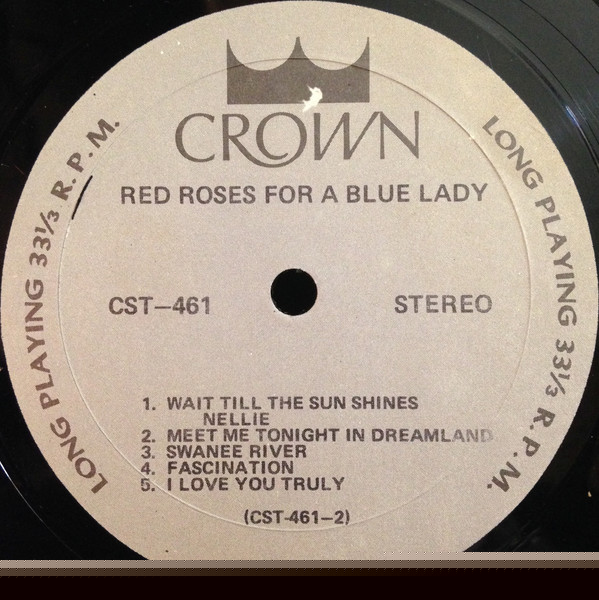 CROWN
RED ROSES FOR A BLUE LADY
LONG PLAYING 33⅓ R.P.M.
LONG PLAYING 33⅓ R.P.M.
CST—461
STEREO
1. WAIT TILL THE SUN SHINES
NELLIE
2. MEET ME TONIGHT IN DREAMLAND
3. SWANEE RIVER
4. FASCINATION
5. I LOVE YOU TRULY
(CST-461—2)